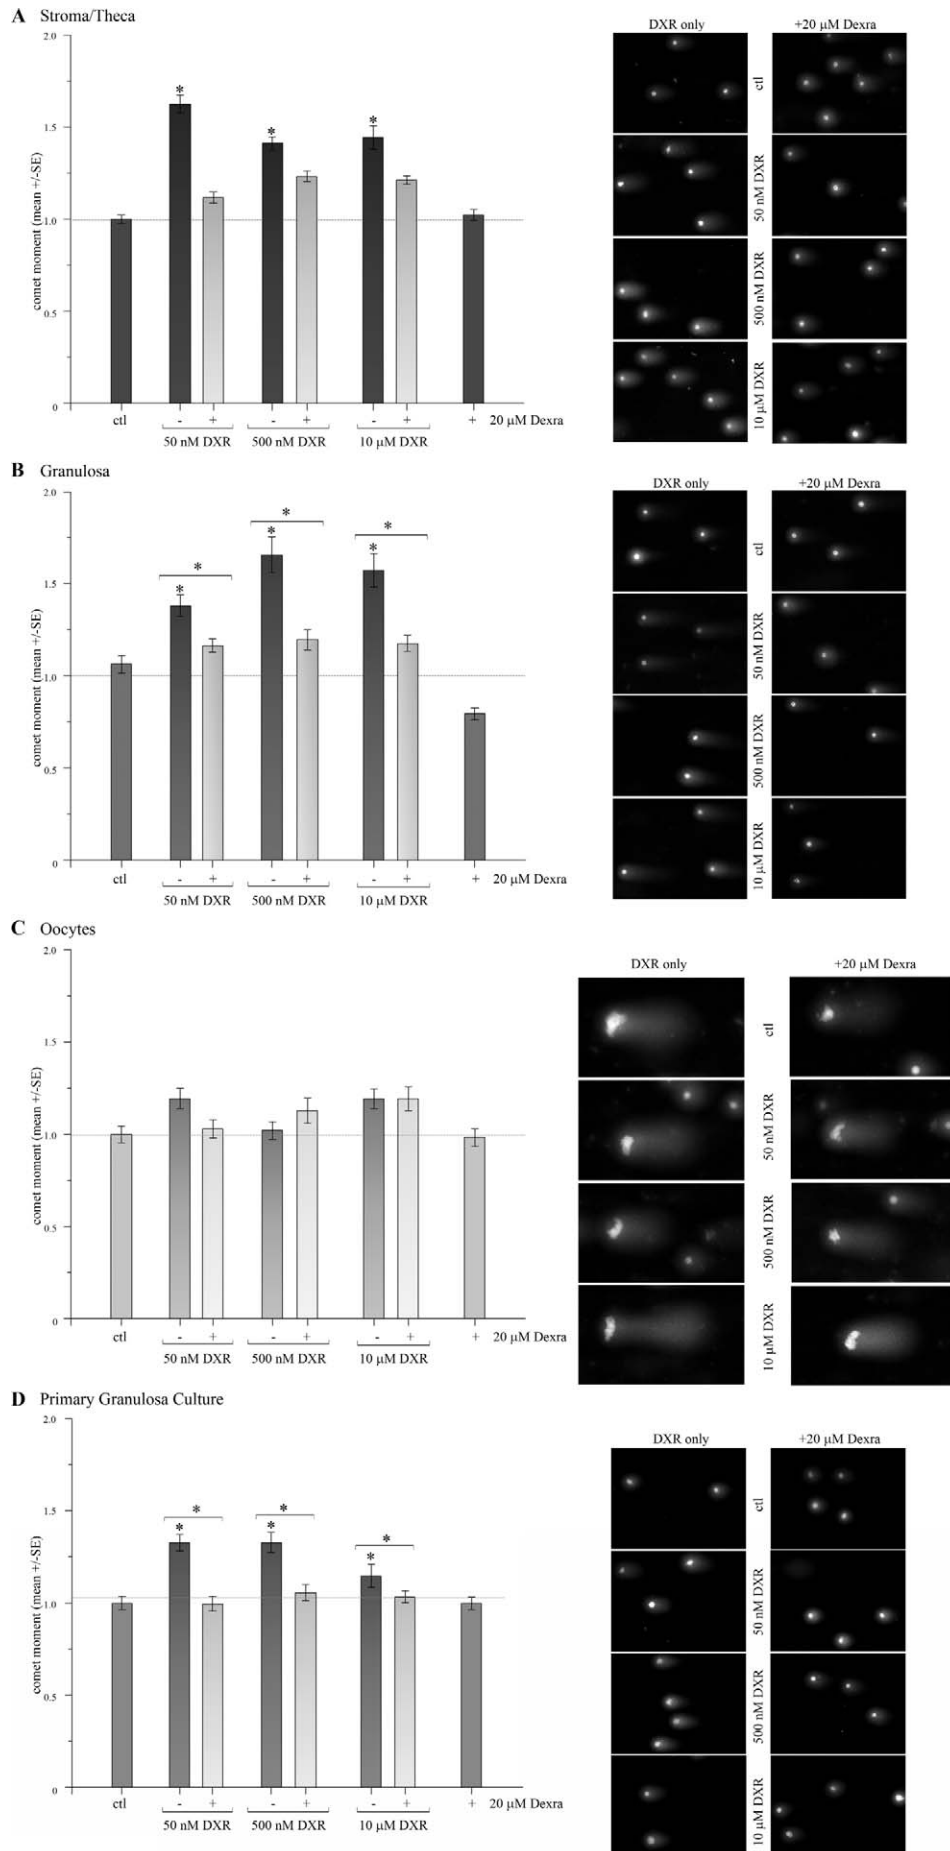 A Stroma/Theca
2.0
1.5
1.0
0.5
0
comet moment (mean +/-SE)
ctl - + - + - + + 20 µM Dexra
50 nM DXR 500 nM DXR 10 µM DXR
* * *
DXR only +20 µM Dexra
ctl
50 nM DXR
500 nM DXR
10 µM DXR
B Granulosa
2.0
1.5
1.0
0.5
0
comet moment (mean +/-SE)
* * *
* * *
ctl - + - + - + + 20 µM Dexra
50 nM DXR 500 nM DXR 10 µM DXR
DXR only +20 µM Dexra
ctl
50 nM DXR
500 nM DXR
10 µM DXR
C Oocytes
2.0
1.5
1.0
0.5
0
comet moment (mean +/-SE)
ctl - + - + - + + 20 µM Dexra
50 nM DXR 500 nM DXR 10 µM DXR
DXR only +20 µM Dexra
ctl
50 nM DXR
500 nM DXR
10 µM DXR
D Primary Granulosa Culture
2.0
1.5
1.0
0.5
0
comet moment (mean +/-SE)
* * *
* * *
ctl - + - + - + + 20 µM Dexra
50 nM DXR 500 nM DXR 10 µM DXR
DXR only +20 µM Dexra
ctl
50 nM DXR
500 nM DXR
10 µM DXR